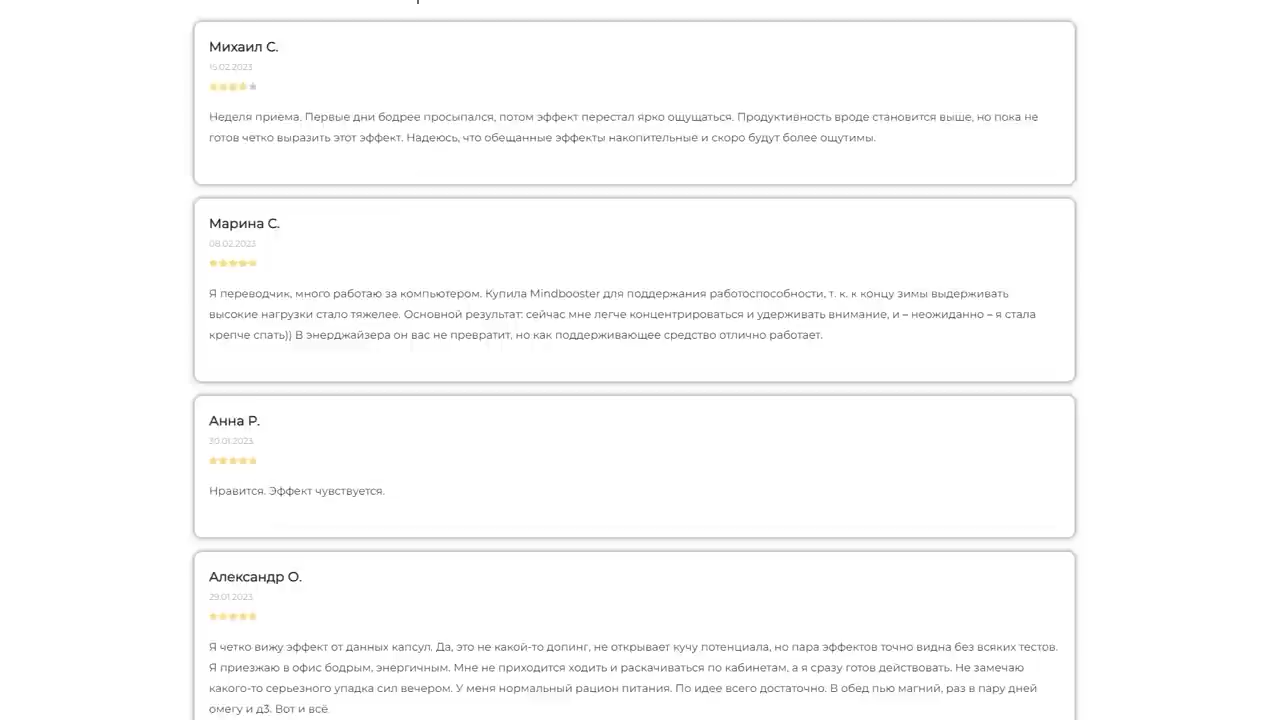 Михаил С.
15.02.2023
Неделя приема. Первые дни бодрее просыпался, потом эффект перестал ярко ощущаться. Продуктивность вроде становится выше, но пока не
готов четко выразить этот эффект. Надеюсь, что обещанные эффекты накопительные и скоро будут более ощутимы.
Марина С.
08.02.2023
Я переводчик, много работаю за компьютером. Купила Mindbooster для поддержания работоспособности, т. к. к концу зимы выдерживать
высокие нагрузки стало тяжелее. Основной результат: сейчас мне легче концентрироваться и удерживать внимание, и – неожиданно – я стала
крепче спать)) В энерджайзера он вас не превратит, но как поддерживающее средство отлично работает.
Анна Р.
30.01.2023
Нравится. Эффект чувствуется.
Александр О.
29.01.2023
Я четко вижу эффект от данных капсул. Да, это не какой-то допинг, не открывает кучу потенциала, но пара эффектов точно видна без всяких тестов.
Я приезжаю в офис бодрым, энергичным. Мне не приходится ходить и раскачиваться по кабинетам, а я сразу готов действовать. Не замечаю
какого-то серьезного упадка сил вечером. У меня нормальный рацион питания. По идее всего достаточно. В обед пью магний, раз в пару дней
омегу и д3. Вот и всё.